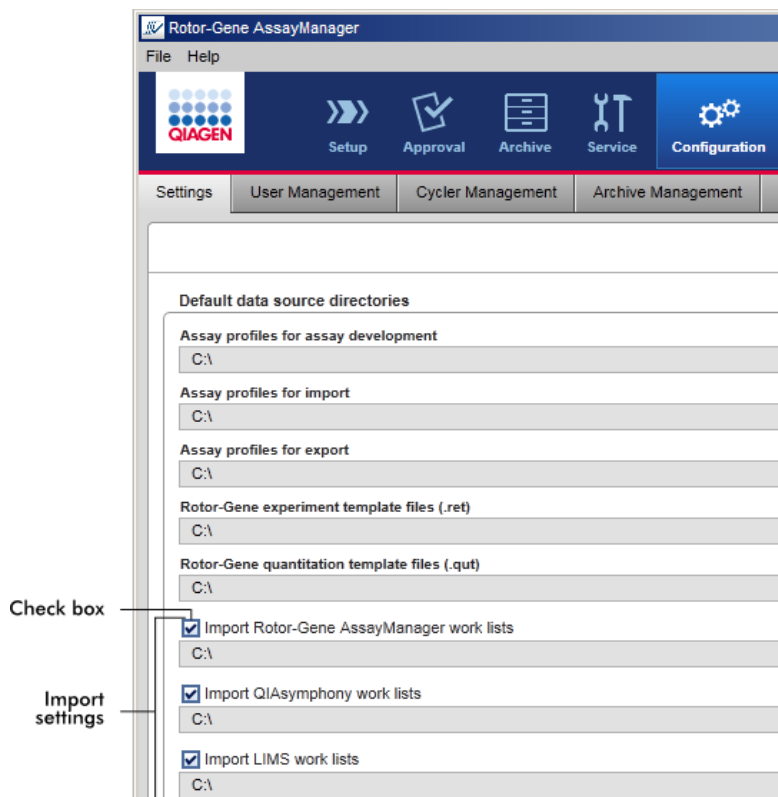 Rotor-Gene AssayManager
File Help
QIAGEN
Setup Approval Archive Service Configuration
Settings User Management Cycler Management Archive Management
Default data source directories
Assay profiles for assay development
C:\
Assay profiles for import
C:\
Assay profiles for export
C:\
Rotor-Gene experiment template files (.ret)
C:\
Rotor-Gene quantitation template files (.qut)
C:\
Check box
Import Rotor-Gene AssayManager work lists
C:\
Import settings
Import QIAsymphony work lists
C:\
Import LIMS work lists
C:\